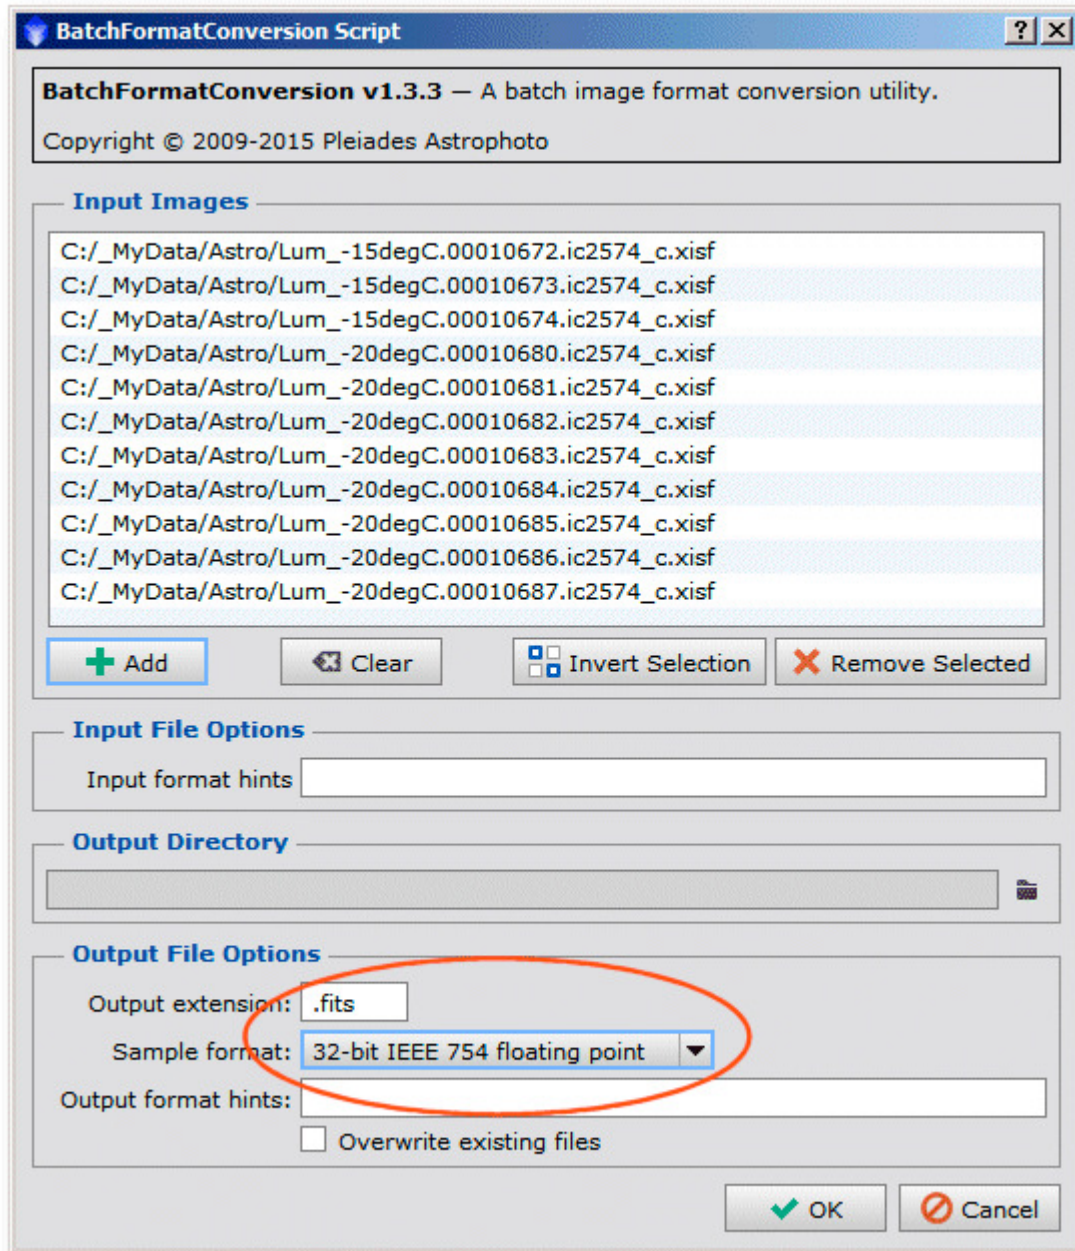 BatchFormatConversion Script
BatchFormatConversion v1.3.3 — A batch image format conversion utility.
Copyright © 2009-2015 Pleiades Astrophoto
Input Images
C:/_MyData/Astro/Lum_-15degC.00010672.ic2574_c.xisf
C:/_MyData/Astro/Lum_-15degC.00010673.ic2574_c.xisf
C:/_MyData/Astro/Lum_-15degC.00010674.ic2574_c.xisf
C:/_MyData/Astro/Lum_-20degC.00010680.ic2574_c.xisf
C:/_MyData/Astro/Lum_-20degC.00010681.ic2574_c.xisf
C:/_MyData/Astro/Lum_-20degC.00010682.ic2574_c.xisf
C:/_MyData/Astro/Lum_-20degC.00010683.ic2574_c.xisf
C:/_MyData/Astro/Lum_-20degC.00010684.ic2574_c.xisf
C:/_MyData/Astro/Lum_-20degC.00010685.ic2574_c.xisf
C:/_MyData/Astro/Lum_-20degC.00010686.ic2574_c.xisf
C:/_MyData/Astro/Lum_-20degC.00010687.ic2574_c.xisf
Add Clear Invert Selection Remove Selected
Input File Options
Input format hints
Output Directory
Output File Options
Output extension: .fits
Sample format: 32-bit IEEE 754 floating point
Output format hints:
Overwrite existing files
OK Cancel